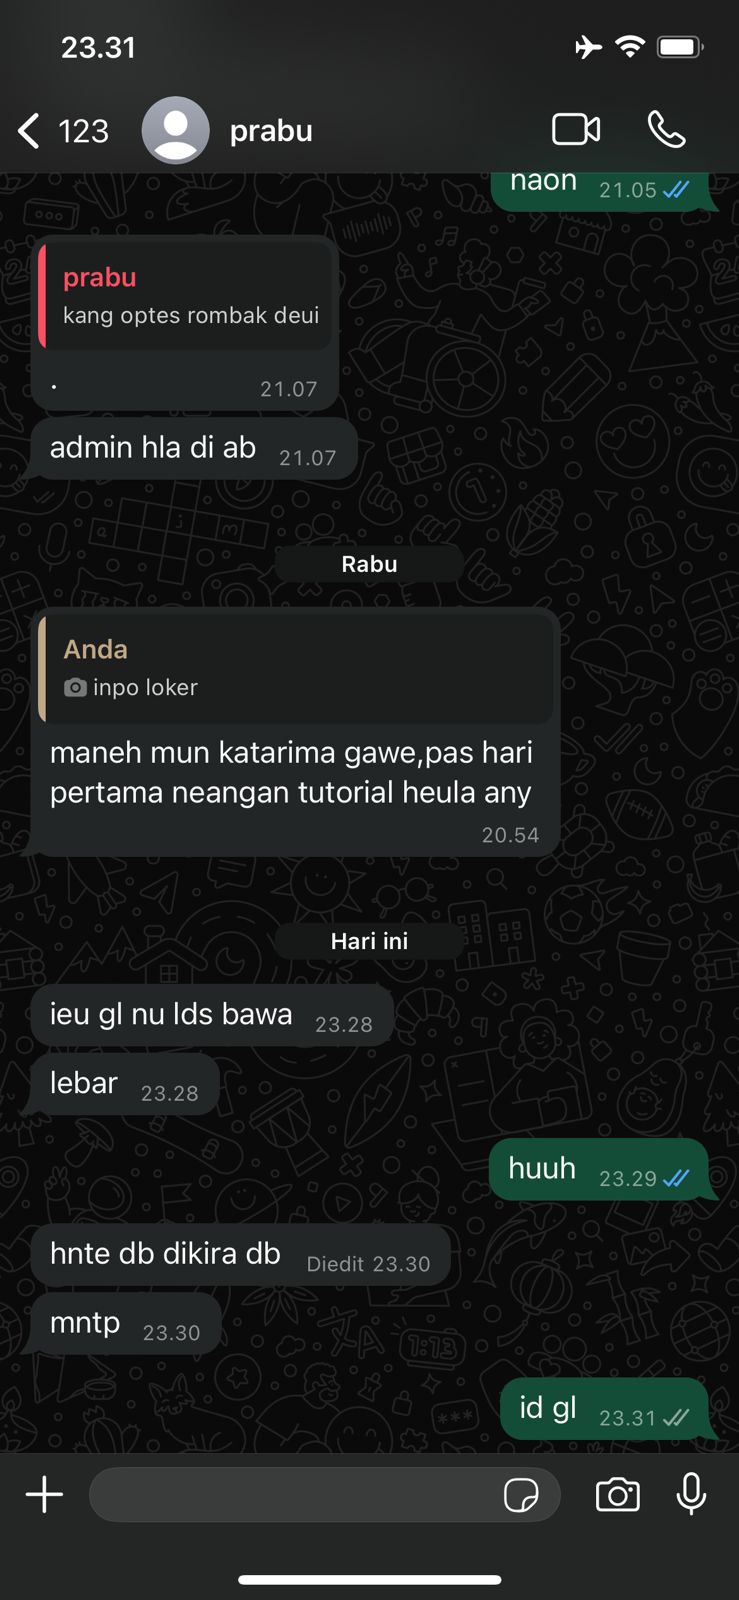 23.31
123 prabu
naon 21.05
prabu
kang optes rombak deui
. 21.07
admin hla di ab 21.07
Rabu
Anda
inpo loker
maneh mun katarima gawe,pas hari
pertama neangan tutorial heula any
20.54
Hari ini
ieu gl nu lds bawa 23.28
lebar 23.28
huuh 23.29
hnte db dikira db Diedit 23.30
mntp 23.30
id gl 23.31